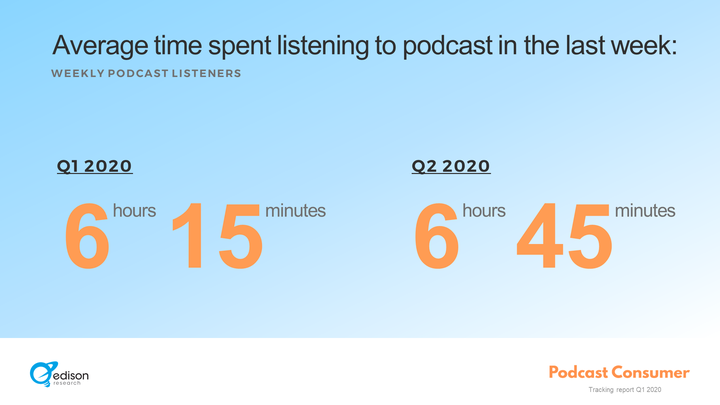 Average time spent listening to podcast in the last week:
WEEKLY PODCAST LISTENERS
Q1 2020
6 hours 15 minutes
Q2 2020
6 hours 45 minutes
edison
research
Podcast Consumer
Tracking report Q1 2020